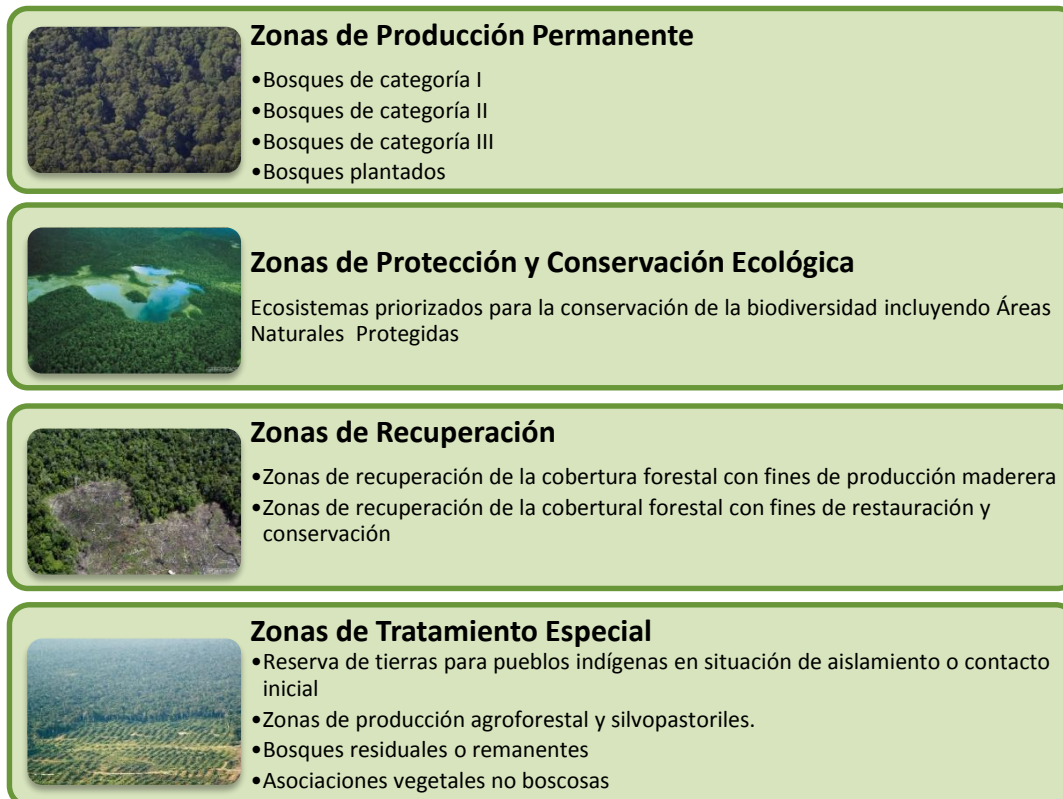 Zonas de Producción Permanente
•Bosques de categoría I
•Bosques de categoría II
•Bosques de categoría III
•Bosques plantados
Zonas de Protección y Conservación Ecológica
Ecosistemas priorizados para la conservación de la biodiversidad incluyendo Áreas
Naturales Protegidas
Zonas de Recuperación
•Zonas de recuperación de la cobertura forestal con fines de producción maderera
•Zonas de recuperación de la cobertural forestal con fines de restauración y
conservación
Zonas de Tratamiento Especial
•Reserva de tierras para pueblos indígenas en situación de aislamiento o contacto
inicial
•Zonas de producción agroforestal y silvopastoriles.
•Bosques residuales o remanentes
•Asociaciones vegetales no boscosas